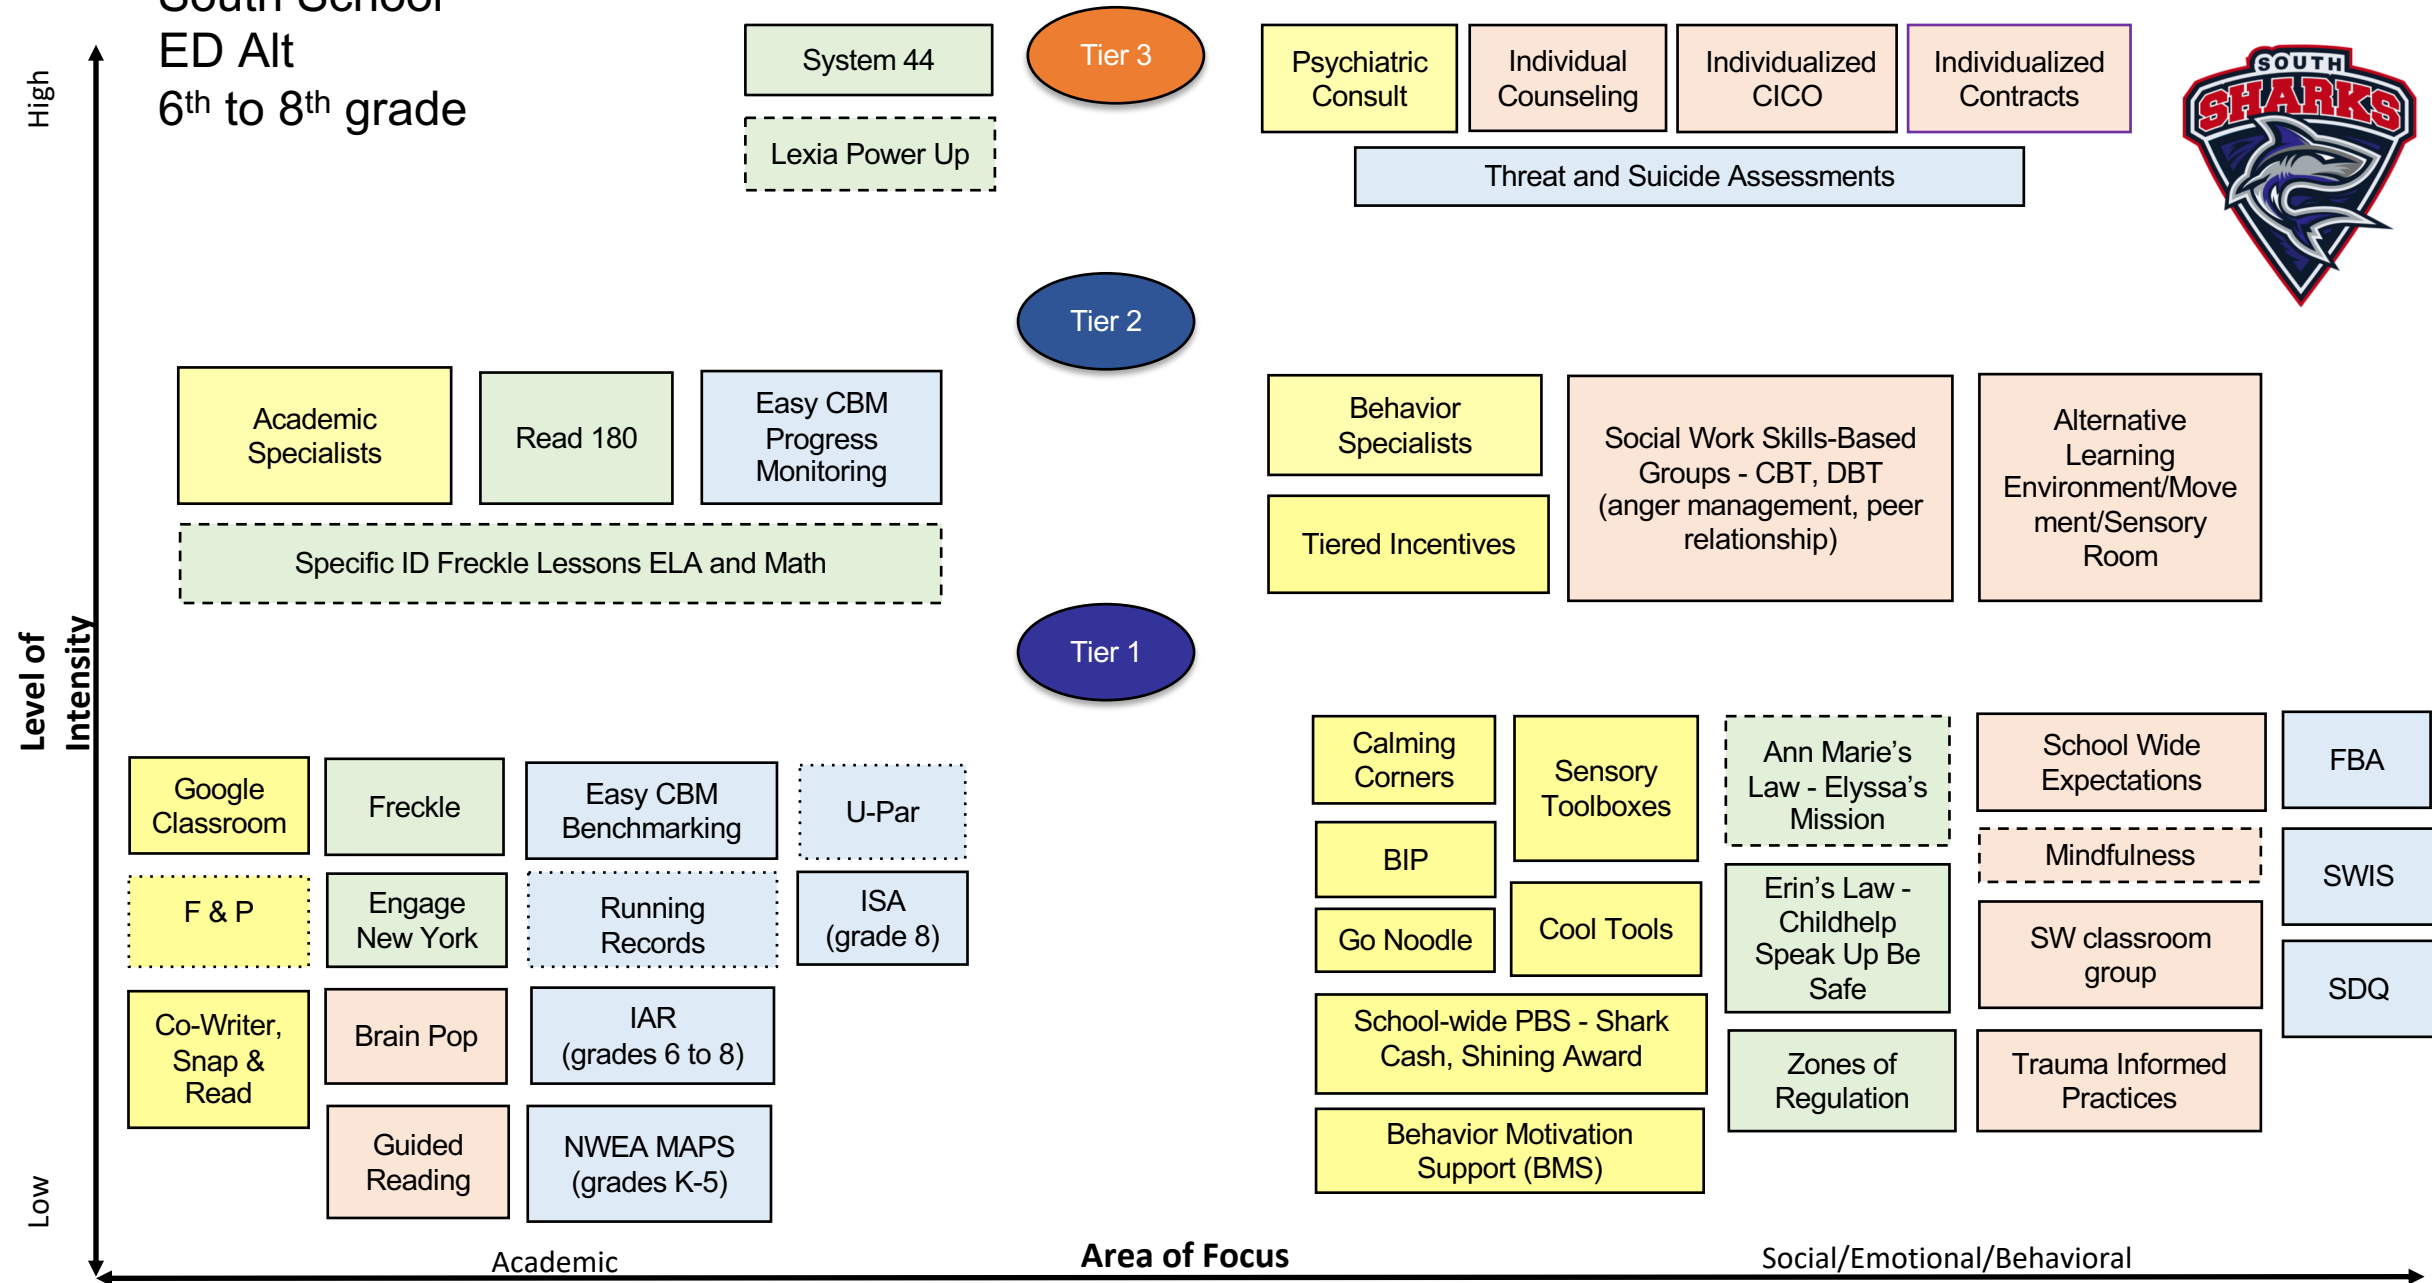 South School
ED Alt
6th to 8th grade
High
System 44
Lexia Power Up
Tier 3
Psychiatric
Consult
Individual
Counseling
Individualized
CICO
Individualized
Contracts
Threat and Suicide Assessments
SOUTH
SHARKS
Tier 2
Academic
Specialists
Read 180
Easy CBM
Progress
Monitoring
Specific ID Freckle Lessons ELA and Math
Behavior
Specialists
Tiered Incentives
Social Work Skills-Based
Groups - CBT, DBT
(anger management, peer
relationship)
Alternative
Learning
Environment/Move
ment/Sensory
Room
Level of
Intensity
Tier 1
Google
Classroom
Freckle
Easy CBM
Benchmarking
U-Par
F & P
Engage
New York
Running
Records
ISA
(grade 8)
Co-Writer,
Snap &
Read
Brain Pop
IAR
(grades 6 to 8)
Guided
Reading
NWEA MAPS
(grades K-5)
Calming
Corners
Sensory
Toolboxes
BIP
Go Noodle
Cool Tools
School-wide PBS - Shark
Cash, Shining Award
Behavior Motivation
Support (BMS)
Ann Marie’s
Law - Elyssa’s
Mission
Erin’s Law -
Childhelp
Speak Up Be
Safe
Zones of
Regulation
School Wide
Expectations
Mindfulness
SW classroom
group
Trauma Informed
Practices
FBA
SWIS
SDQ
Low
Academic
Area of Focus
Social/Emotional/Behavioral